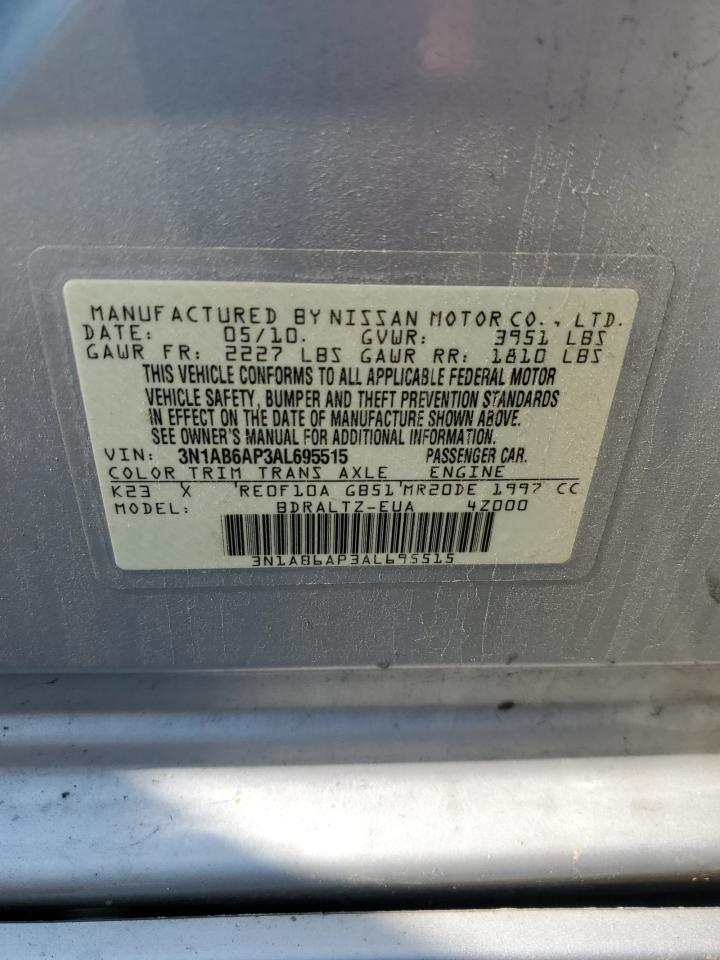 MANUFACTURED BY NISSAN MOTOR CO., LTD.
DATE: 05/10. GVWR: 3951 LBS
GAWR FR: 2227 LBS GAWR RR: 1810 LBS
THIS VEHICLE CONFORMS TO ALL APPLICABLE FEDERAL MOTOR
VEHICLE SAFETY, BUMPER AND THEFT PREVENTION STANDARDS
IN EFFECT ON THE DATE OF MANUFACTURE SHOWN ABOVE.
SEE OWNER'S MANUAL FOR ADDITIONAL INFORMATION.
VIN: 3N1AB6AP3AL695515 PASSENGER CAR.
COLOR TRIM TRANS AXLE ENGINE
K23 X 'RE0F10A GB51'MR20DE 1997 CC
MODEL: BDRALTZ-EUA 4Z000
3N1AB6AP3AL695515